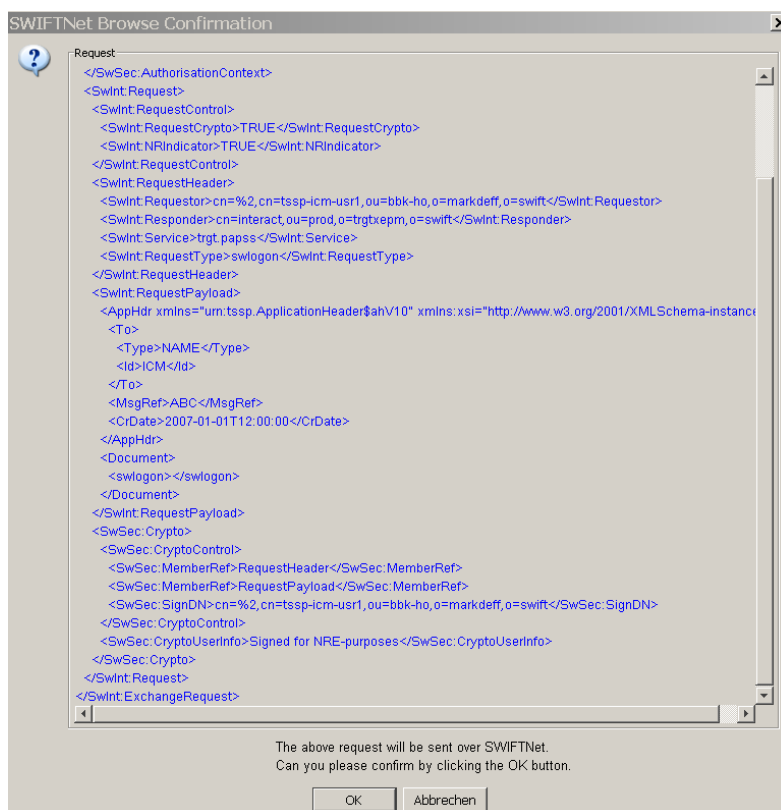 SWIFTNet Browse Confirmation
Request
</SwSec:AuthorisationContext>
<SwInt:Request>
<SwInt:RequestControl>
<SwInt:RequestCrypto>TRUE</SwInt:RequestCrypto>
<SwInt:NRIndicator>TRUE</SwInt:NRIndicator>
</SwInt:RequestControl>
<SwInt:RequestHeader>
<SwInt:Requestor>cn=%2,cn=tssp-icm-usr1,ou=bbk-ho,o=markdeff,o=swift</SwInt:Requestor>
<SwInt:Responder>cn=interact,ou=prod,o=trgtxepm,o=swift</SwInt:Responder>
<SwInt:Service>trgt.papss</SwInt:Service>
<SwInt:RequestType>swlogon</SwInt:RequestType>
</SwInt:RequestHeader>
<SwInt:RequestPayload>
<AppHdr xmlns="urn:tssp.ApplicationHeader$ahV10" xmlns:xsi="http://www.w3.org/2001/XMLSchema-instance
<To>
<Type>NAME</Type>
<Id>ICM</Id>
</To>
<MsgRef>ABC</MsgRef>
<CrDate>2007-01-01T12:00:00</CrDate>
</AppHdr>
<Document>
<swlogon></swlogon>
</Document>
</SwInt:RequestPayload>
<SwSec:Crypto>
<SwSec:CryptoControl>
<SwSec:MemberRef>RequestHeader</SwSec:MemberRef>
<SwSec:MemberRef>RequestPayload</SwSec:MemberRef>
<SwSec:SignDN>cn=%2,cn=tssp-icm-usr1,ou=bbk-ho,o=markdeff,o=swift</SwSec:SignDN>
</SwSec:CryptoControl>
<SwSec:CryptoUserInfo>Signed for NRE-purposes</SwSec:CryptoUserInfo>
</SwSec:Crypto>
</SwInt:Request>
</SwInt:ExchangeRequest>
The above request will be sent over SWIFTNet.
Can you please confirm by clicking the OK button.
OK Abbrechen